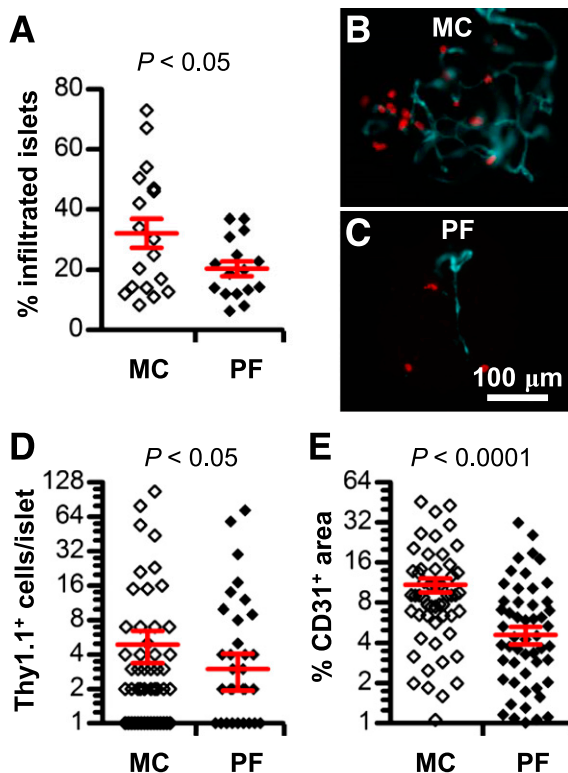 A
P < 0.05
% infiltrated islets
80
60
40
20
0
MC
PF
B
MC
C
PF
100 μm
D
P < 0.05
Thy1.1⁺ cells/islet
128
64
32
16
8
4
2
1
MC
PF
E
P < 0.0001
% CD31⁺ area
64
32
16
8
4
2
1
MC
PF